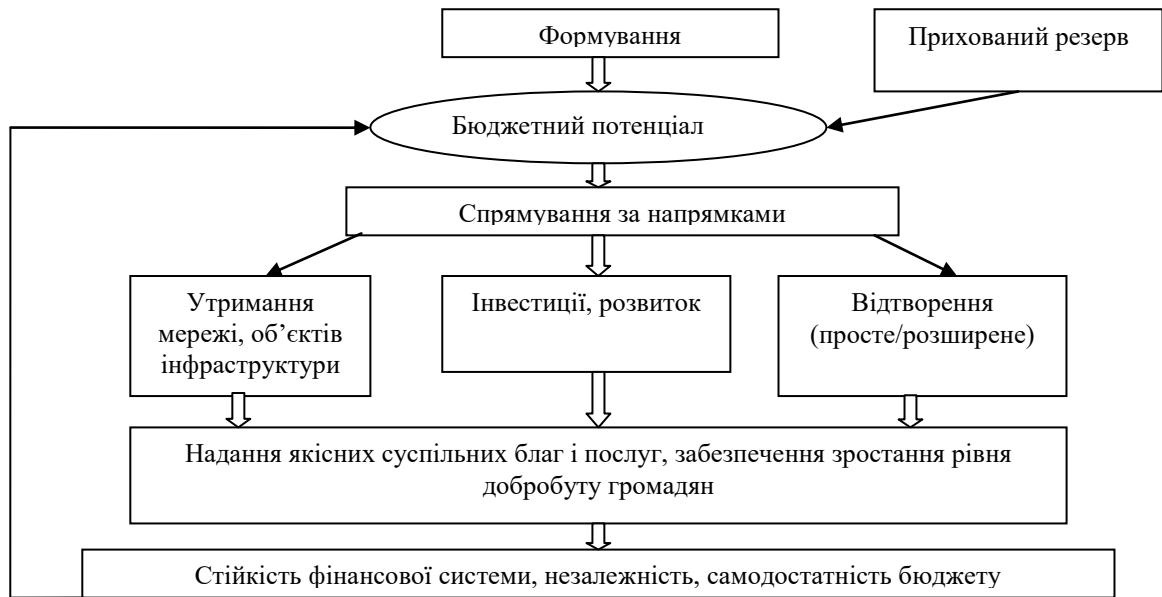 Формування
Прихований резерв
Бюджетний потенціал
Спрямування за напрямками
Утримання
мережі, об’єктів
інфраструктури
Інвестиції, розвиток
Відтворення
(просте/розширене)
Надання якісних суспільних благ і послуг, забезпечення зростання рівня
добробуту громадян
Стійкість фінансової системи, незалежність, самодостатність бюджету